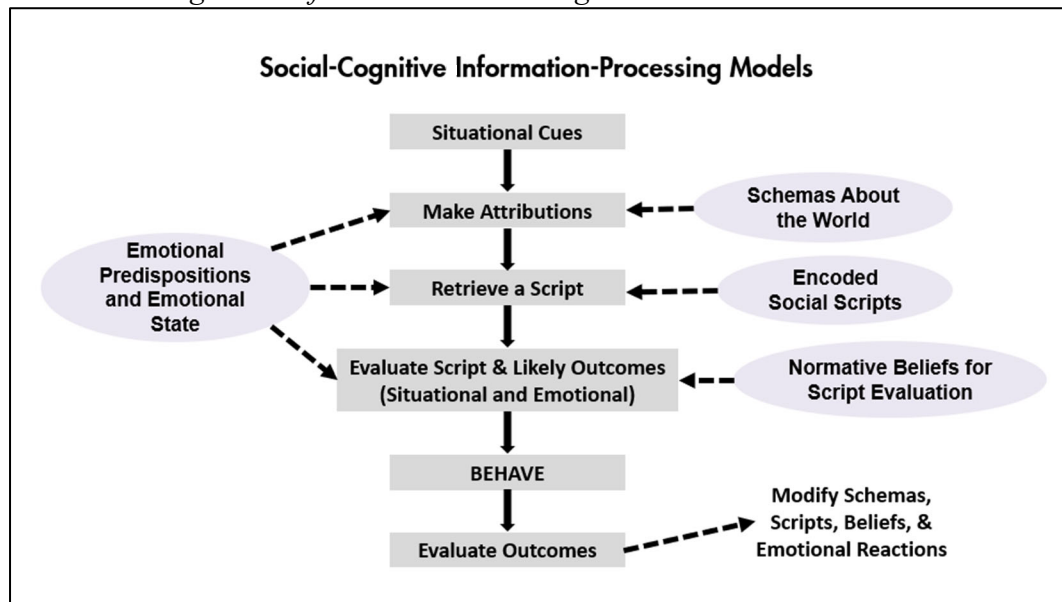 Social-Cognitive Information-Processing Models
Situational Cues
Make Attributions
Schemas About
the World
Emotional
Predispositions
and Emotional
State
Retrieve a Script
Encoded
Social Scripts
Evaluate Script & Likely Outcomes
(Situational and Emotional)
Normative Beliefs for
Script Evaluation
BEHAVE
Evaluate Outcomes
Modify Schemas,
Scripts, Beliefs, &
Emotional Reactions